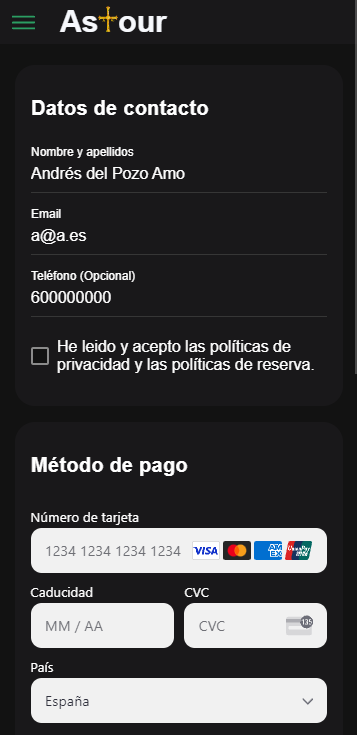 Astour
Datos de contacto
Nombre y apellidos
Andrés del Pozo Amo
Email
a@a.es
Teléfono (Opcional)
600000000
He leido y acepto las políticas de
privacidad y las políticas de reserva.
Método de pago
Número de tarjeta
1234 1234 1234 1234 VISA AMEX UnionPay
Caducidad CVC
MM / AA CVC 135
País
España